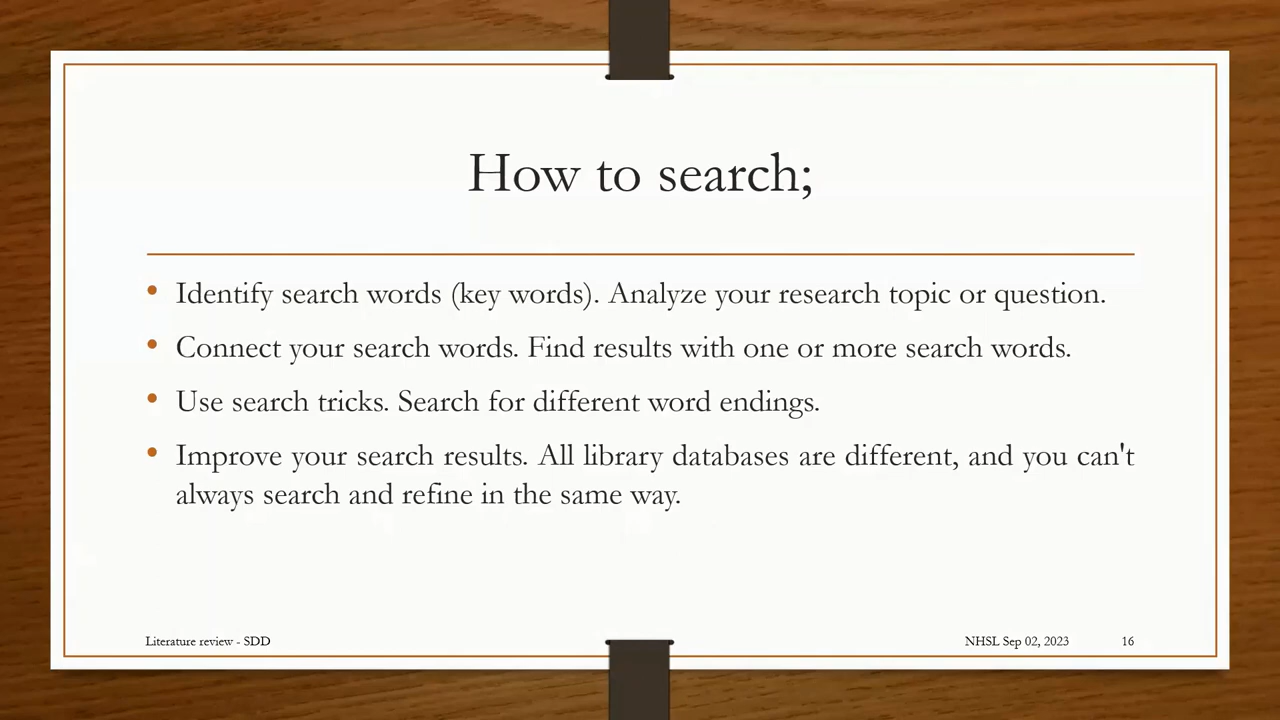 How to search;
• Identify search words (key words). Analyze your research topic or question.
• Connect your search words. Find results with one or more search words.
• Use search tricks. Search for different word endings.
• Improve your search results. All library databases are different, and you can't
always search and refine in the same way.
Literature review - SDD
NHSL Sep 02, 2023
16